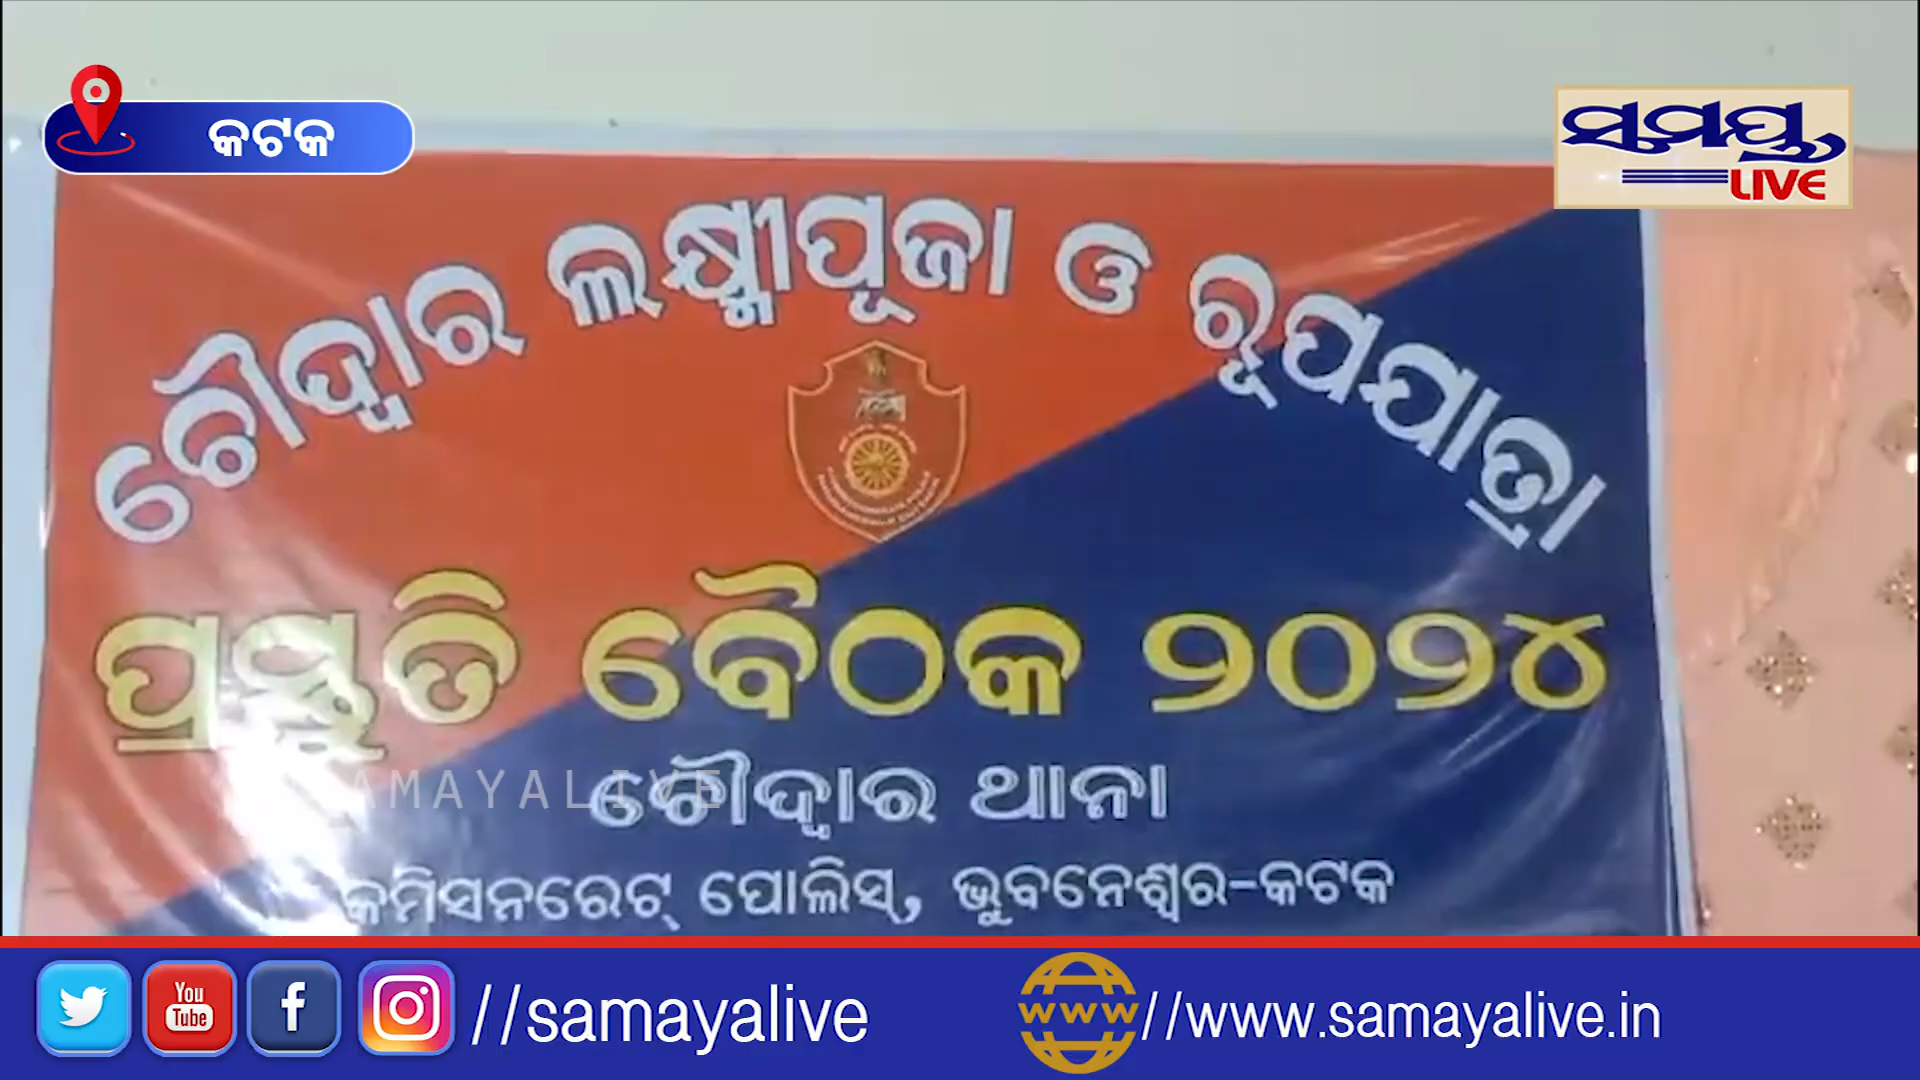 କଟକ
ସମୟ
LIVE
ଚୌଦ୍ୱାର ଲକ୍ଷ୍ମୀପୂଜା ଓ ରୂପଯାତ୍ରା
ପ୍ରସ୍ତୁତି ବୈଠକ ୨୦୨୪
SAMAYALIVE
ଚୌଦ୍ୱାର ଥାନା
କମିସନରେଟ୍ ପୋଲିସ୍, ଭୁବନେଶ୍ୱର-କଟକ
You
Tube
//samayalive
www//www.samayalive.in